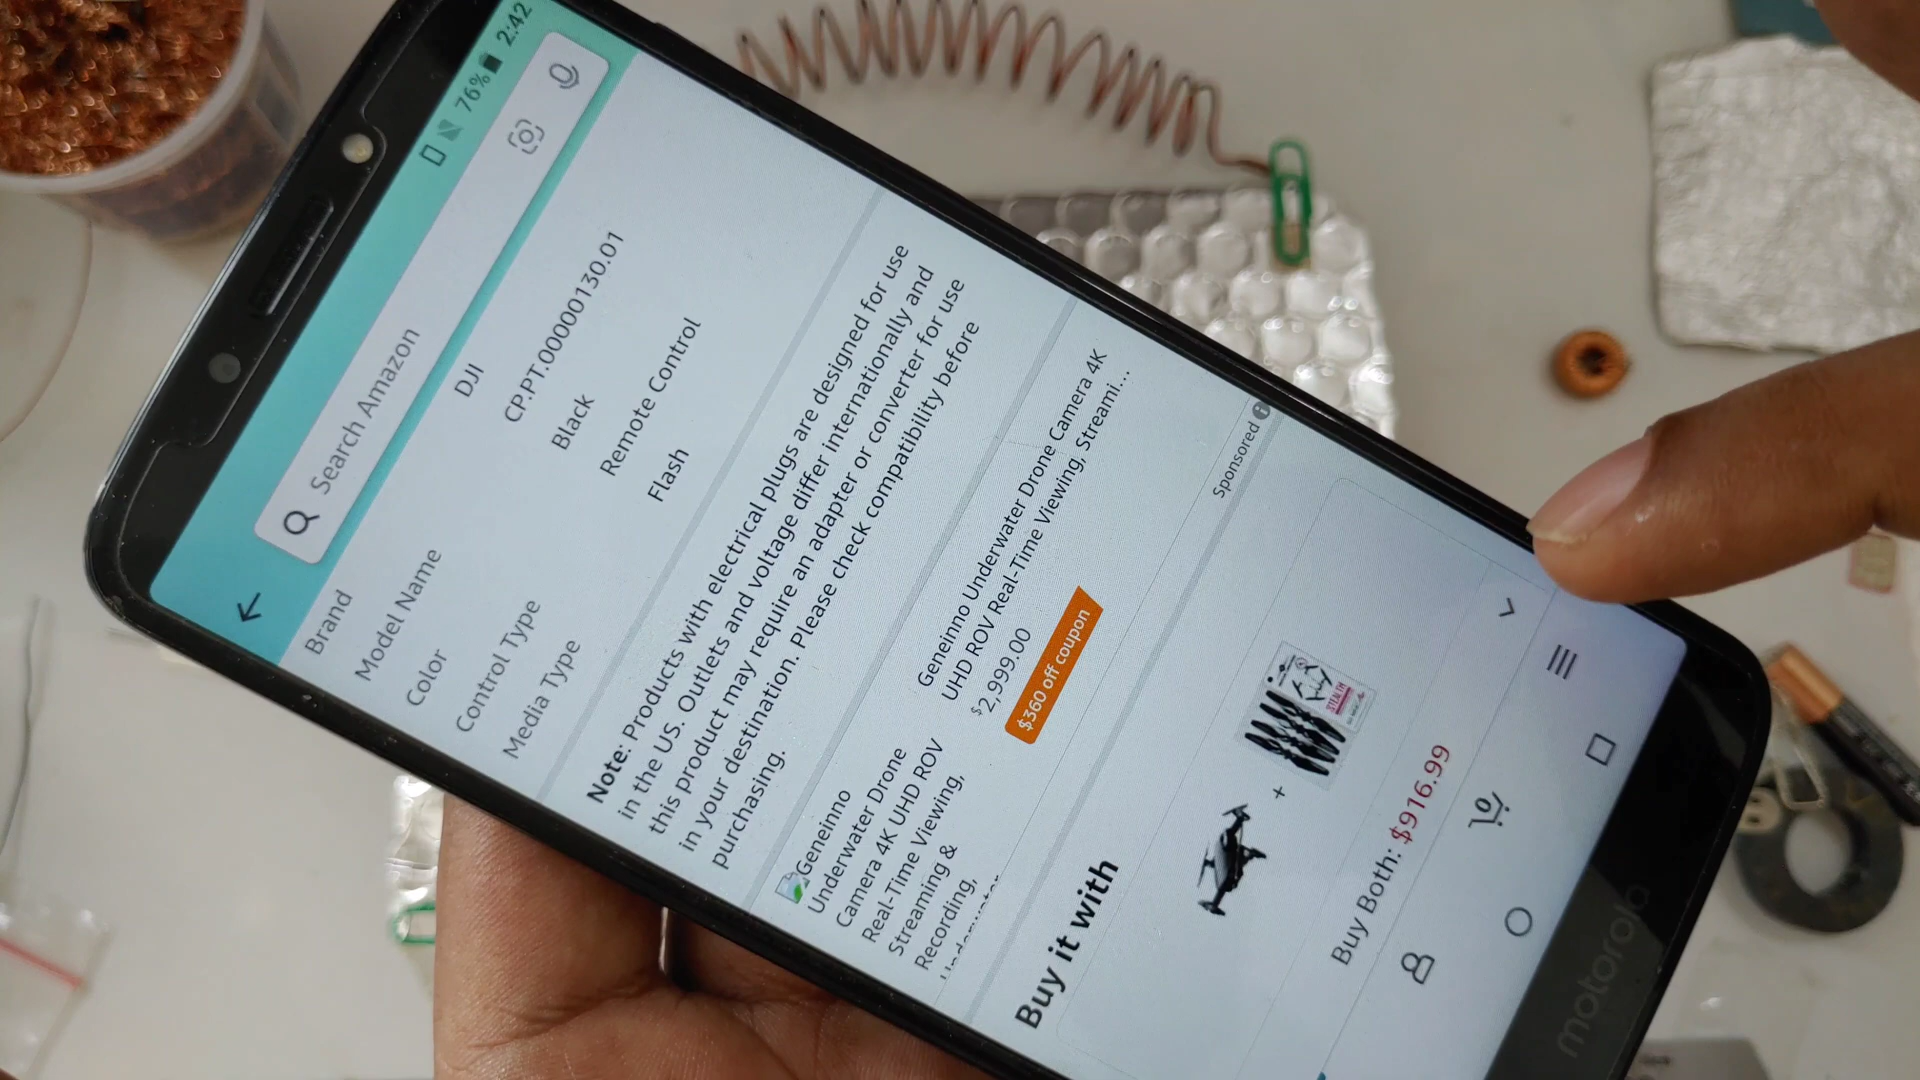 76% 2:42
Search Amazon
Brand DJI
Model Name CP.PT.00000130.01
Color Black
Control Type Remote Control
Media Type Flash
Note: Products with electrical plugs are designed for use
in the US. Outlets and voltage differ internationally and
this product may require an adapter or converter for use
in your destination. Please check compatibility before
purchasing.
Geneinno
Underwater Drone
Camera 4K UHD ROV
Real-Time Viewing,
Streaming &
Recording,
Underwater
Geneinno Underwater Drone Camera 4K
UHD ROV Real-Time Viewing, Streami...
$2,999.00
$360 off coupon
Sponsored
Buy it with
+
STEALTH
Buy Both: $916.99
0
motorola